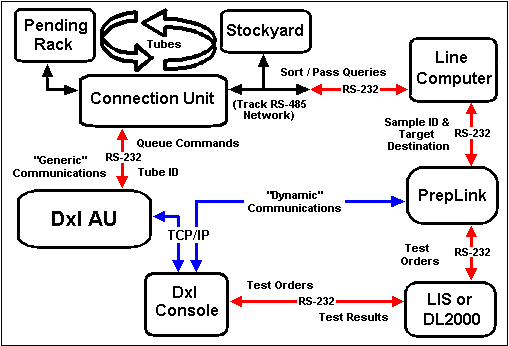 Pending
Rack
Tubes
Stockyard
Connection Unit
Sort / Pass Queries
RS-232
(Track RS-485
Network)
Line
Computer
Queue Commands
"Generic"
Communications
RS-232
Tube ID
Sample ID &
Target
Destination
RS-232
DxI AU
TCP/IP
"Dynamic"
Communications
PrepLink
Test
Orders
RS-232
DxI
Console
Test Orders
RS-232
Test Results
LIS or
DL2000